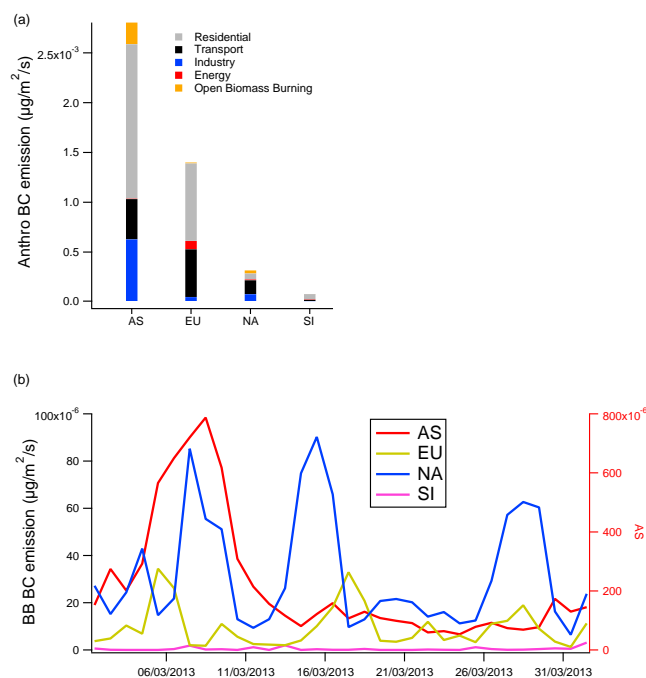 (a)
Anthro BC emission (µg/m²/s)
2.5x10⁻³
2.0
1.5
1.0
0.5
0.0
Residential
Transport
Industry
Energy
Open Biomass Burning
AS EU NA SI
(b)
BB BC emission (µg/m²/s)
100x10⁻⁶
80
60
40
20
0
AS
EU
NA
SI
800x10⁻⁶
600
400
200
0
AS
06/03/2013 11/03/2013 16/03/2013 21/03/2013 26/03/2013 31/03/2013